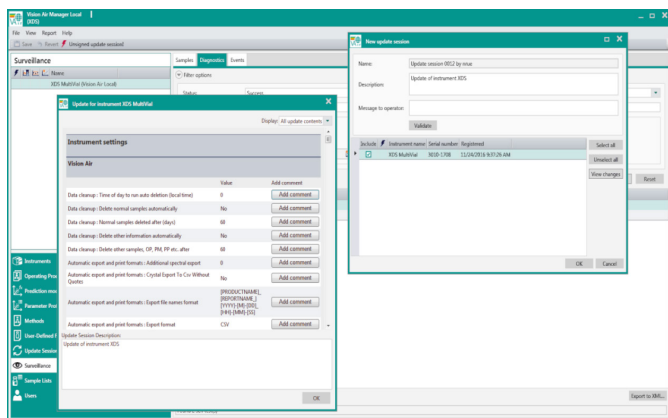 Vision Air Manager Local
(XDS)
File View Report Help
Save Revert Unsigned update session!
Surveillance
Name
XDS MultiVial (Vision Air Local)
Samples Diagnostics Events
Filter options
Status: Success
Update for instrument XDS MultiVial
Display: All update contents
Instrument settings
Vision Air
Value Add comment
Data cleanup : Time of day to run auto deletion (local time) 0 Add comment
Data cleanup : Delete normal samples automatically No Add comment
Data cleanup : Normal samples deleted after (days) 60 Add comment
Data cleanup : Delete other information automatically No Add comment
Data cleanup : Delete other samples, OP, PM, PP etc. after 60 Add comment
Automatic export and print formats : Additional spectral export 0 Add comment
Automatic export and print formats : Crystal Export To Csv Without Quotes No Add comment
Automatic export and print formats : Export file names format [PRODUCTNAME]_
[REPORTNAME_]
[YYYY]-[M]-[DD]_
[HH]-[MM]-[SS] Add comment
Automatic export and print formats : Export format CSV Add comment
Update Session Description:
Update of instrument XDS
OK
New update session
Name: Update session 0052 by nnue
Description: Update of instrument XDS
Message to operator:
Validate
Include Instrument name Serial number Registered
XDS MultiVial 3010-1708 11/24/2016 9:37:26 AM
Select all
Unselect all
View changes
OK Cancel
Reset
Instruments
Operating Proc
Prediction mod
Parameter Prof
Methods
User-Defined F
Update Session
Surveillance
Sample Lists
Users
Export to XML...